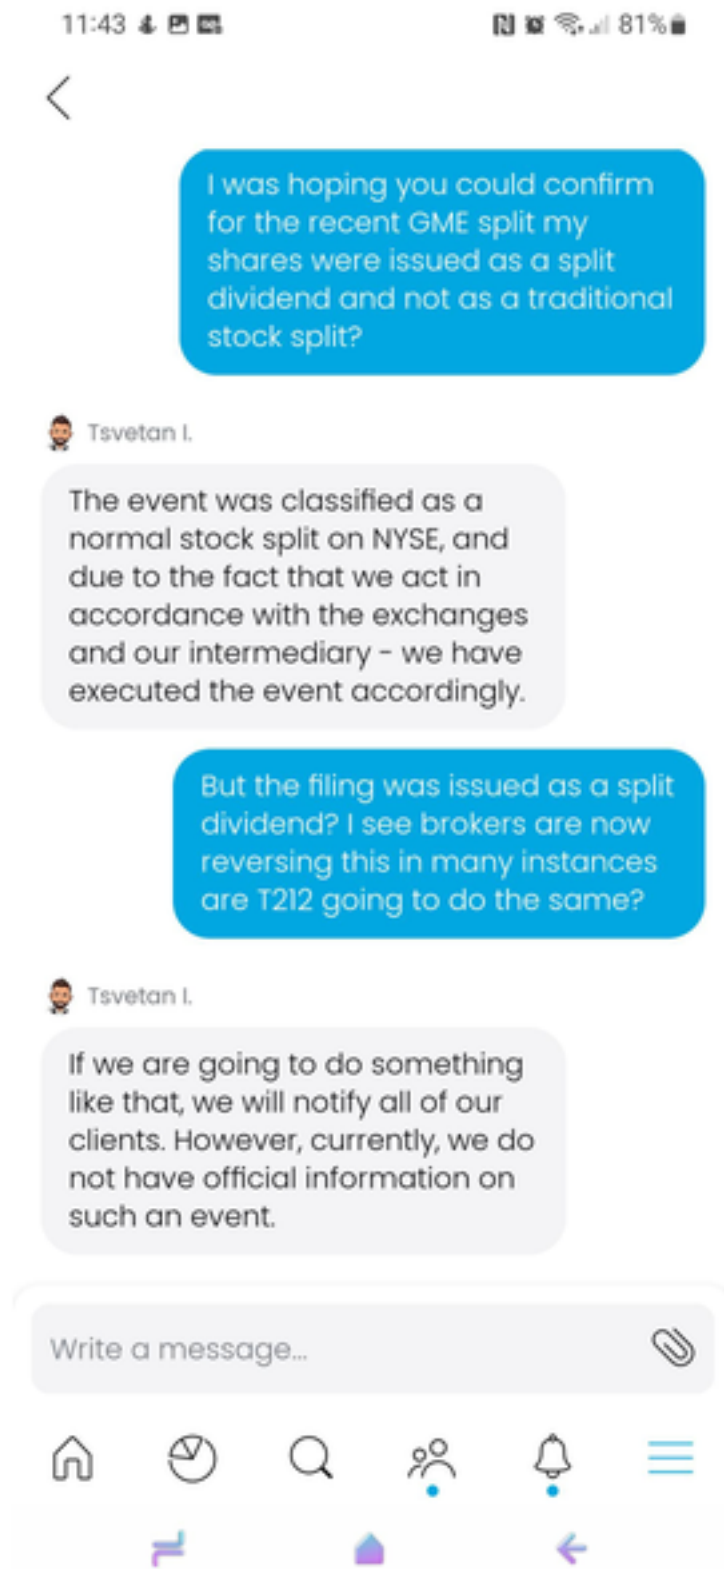 11:43
81%
I was hoping you could confirm
for the recent GME split my
shares were issued as a split
dividend and not as a traditional
stock split?
Tsvetan I.
The event was classified as a
normal stock split on NYSE, and
due to the fact that we act in
accordance with the exchanges
and our intermediary - we have
executed the event accordingly.
But the filing was issued as a split
dividend? I see brokers are now
reversing this in many instances
are T212 going to do the same?
Tsvetan I.
If we are going to do something
like that, we will notify all of our
clients. However, currently, we do
not have official information on
such an event.
Write a message...